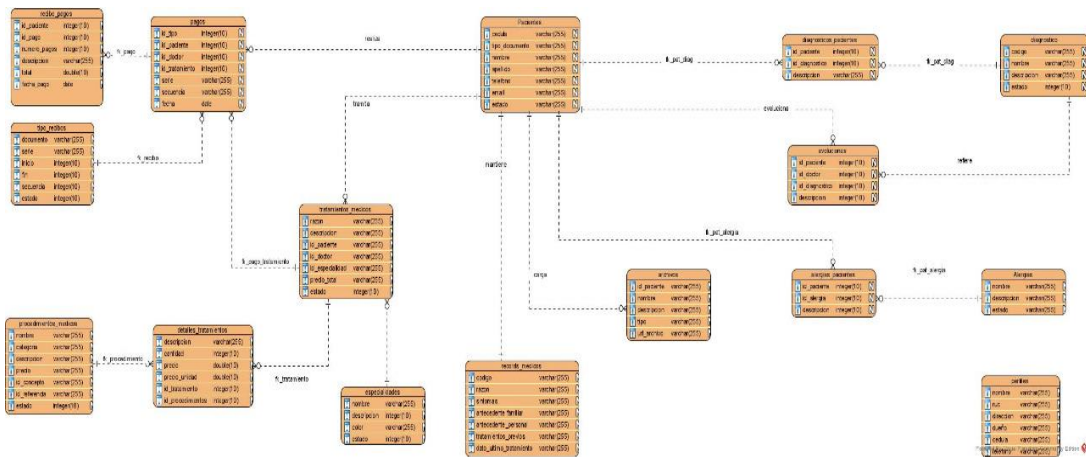 recibo_pagos
id_paciente integer(10)
id_pago integer(10)
numero_pagos integer(10)
descripcion varchar(255)
total double(10)
fecha_pago date
fk_pago
pagos
id_tipo integer(10)
id_paciente integer(10)
id_doctor integer(10)
id_tratamiento integer(10)
serie varchar(255)
secuencia varchar(255)
fecha date
realiza
Pacientes
cedula varchar(255)
tipo_documento varchar(255)
nombre varchar(255)
apellido varchar(255)
telefono varchar(255)
email varchar(255)
estado varchar(255)
fk_pat_diag
diagnosticos_pacientes
id_paciente integer(10)
id_diagnostico integer(10)
descripcion varchar(255)
fk_pat_diag
diagnostico
codigo varchar(255)
nombre varchar(255)
descripcion varchar(255)
estado integer(10)
tipo_recibos
documento varchar(255)
serie varchar(255)
inicio integer(10)
fin integer(10)
secuencia integer(10)
estado integer(10)
fk_recibo
tramita
evoluciona
mantiene
evoluciones
id_paciente integer(10)
id_doctor integer(10)
id_diagnostico integer(10)
descripcion varchar(255)
refiere
tratamientos_medicos
razon varchar(255)
descripcion varchar(255)
id_paciente varchar(255)
id_doctor varchar(255)
id_especialidad varchar(255)
precio_total varchar(255)
estado integer(10)
fk_pago_tratamiento
fk_pat_alergia
carga
archivos
id_paciente varchar(255)
nombre varchar(255)
descripcion varchar(255)
tipo varchar(255)
url_archivo varchar(255)
alergias_pacientes
id_paciente integer(10)
id_alergia integer(10)
descripcion integer(10)
fk_pat_alergia
Alergias
nombre varchar(255)
descripcion varchar(255)
estado varchar(255)
procedimientos_medicos
nombre varchar(255)
categoria varchar(255)
descripcion varchar(255)
precio varchar(255)
id_concepto varchar(255)
id_referencia varchar(255)
estado integer(10)
fk_procedimiento
detalles_tratamientos
descripcion varchar(255)
cantidad integer(10)
precio double(10)
precio_unidad double(10)
id_tratamiento integer(10)
id_procedimientos integer(10)
fk_tratamiento
especialidades
nombre varchar(255)
descripcion integer(10)
color varchar(255)
estado integer(10)
records_medicos
codigo varchar(255)
razon varchar(255)
sintomas varchar(255)
antecedente_familiar varchar(255)
antecedente_personal varchar(255)
tratamientos_previos varchar(255)
data_ultimo_tratamiento varchar(255)
nombre varchar(255)
ruc varchar(255)
direccion varchar(255)
dueño varchar(255)
cedula varchar(255)
telefono varchar(255)